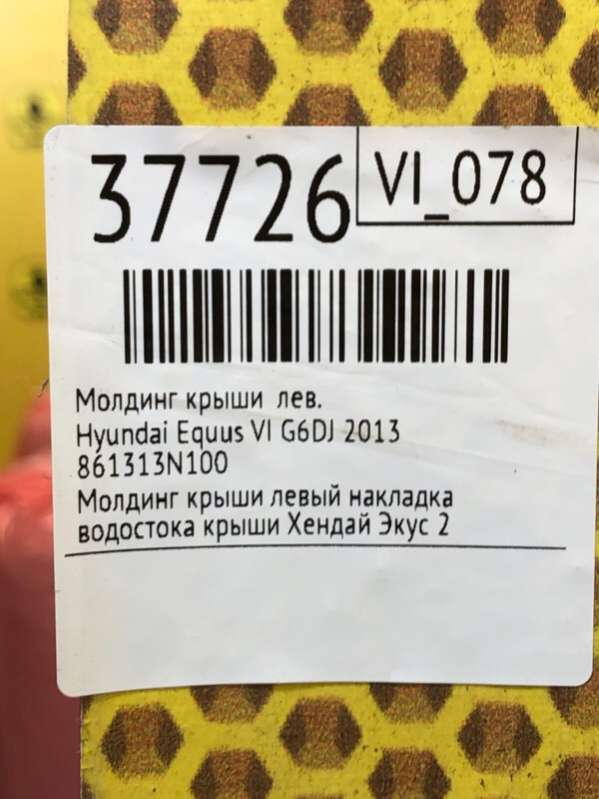 37726
VI_078
Молдинг крыши лев.
Hyundai Equus VI G6DJ 2013
861313N100
Молдинг крыши левый накладка
водостока крыши Хендай Экус 2